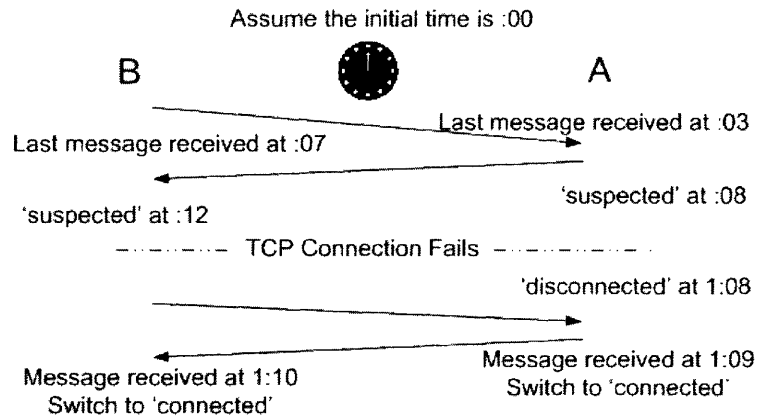 Assume the initial time is :00
B
A
Last message received at :03
Last message received at :07
'suspected' at :08
'suspected' at :12
TCP Connection Fails
'disconnected' at 1:08
Message received at 1:09
Switch to 'connected'
Message received at 1:10
Switch to 'connected'